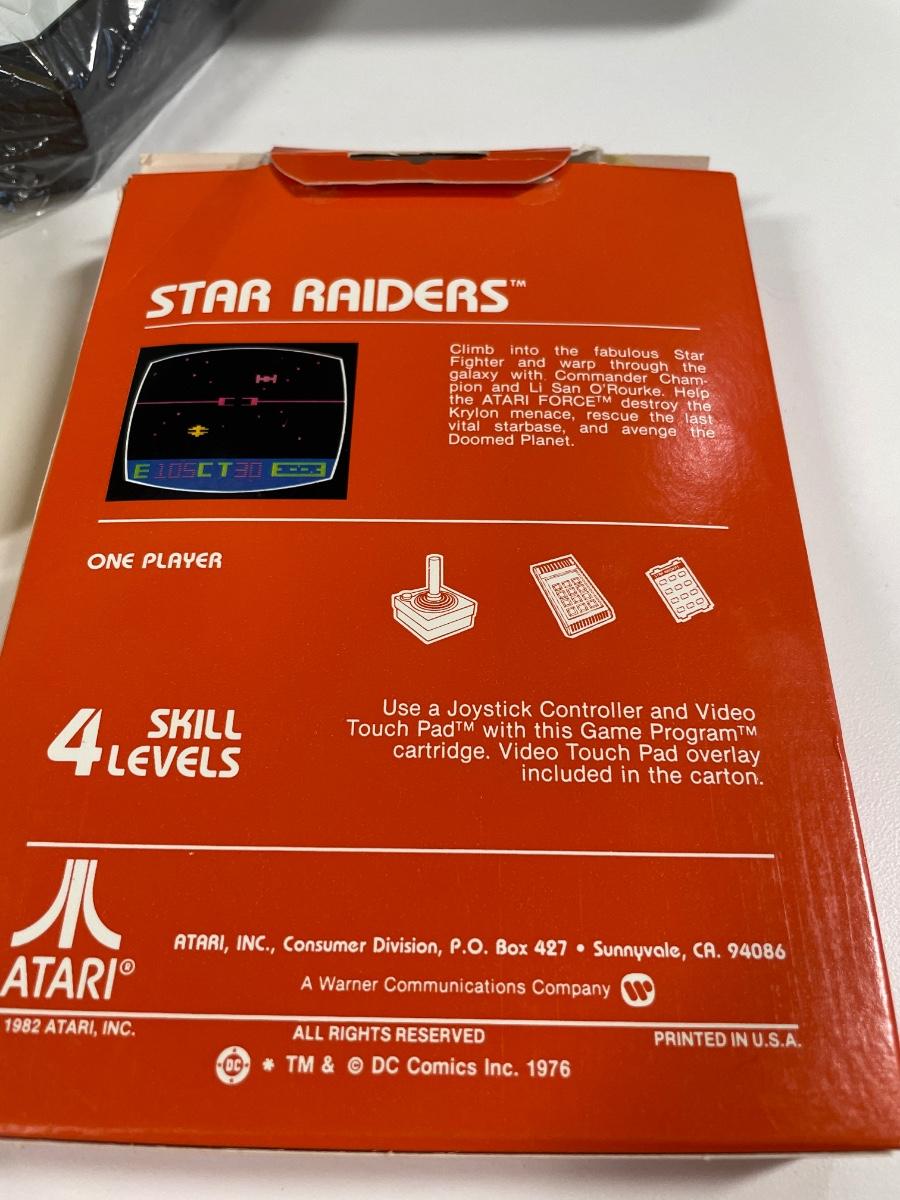 STAR RAIDERS™
Climb into the fabulous Star
Fighter and warp through the
galaxy with Commander Cham-
pion and Li San O'Rourke. Help
the ATARI FORCE™ destroy the
Krylon menace, rescue the last
vital starbase, and avenge the
Doomed Planet.
E 105CT30
ONE PLAYER
4 SKILL
LEVELS
Use a Joystick Controller and Video
Touch Pad™ with this Game Program™
cartridge. Video Touch Pad overlay
included in the carton.
ATARI®
ATARI, INC., Consumer Division, P.O. Box 427 • Sunnyvale, CA. 94086
A Warner Communications Company
1982 ATARI, INC.
ALL RIGHTS RESERVED
PRINTED IN U.S.A.
DC * TM & © DC Comics Inc. 1976